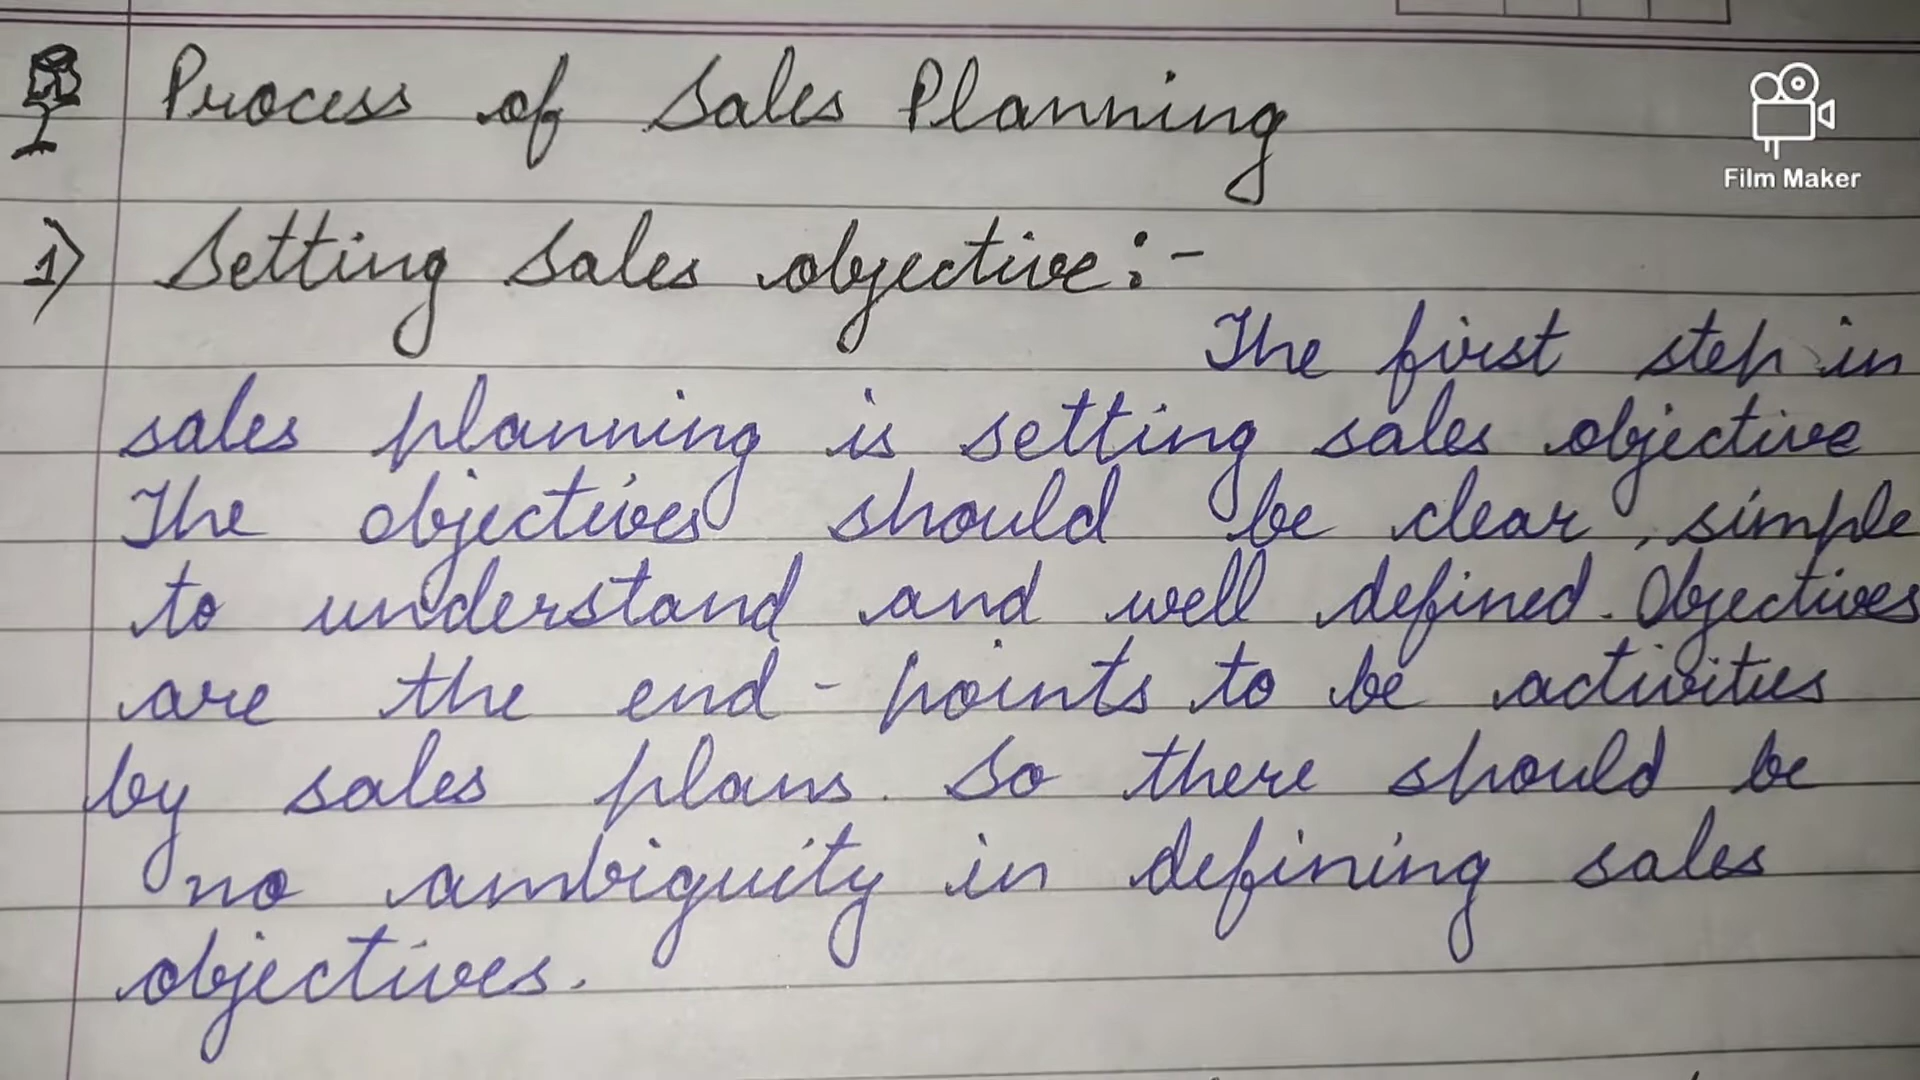 Process of Sales Planning
Film Maker
1) Setting Sales objective:-
The first step in
sales planning is setting sales objective
The objectives should be clear, simple
to understand and well defined. Objectives
are the end - points to be activities
by sales plans. So there should be
no ambiguity in defining sales
objectives.